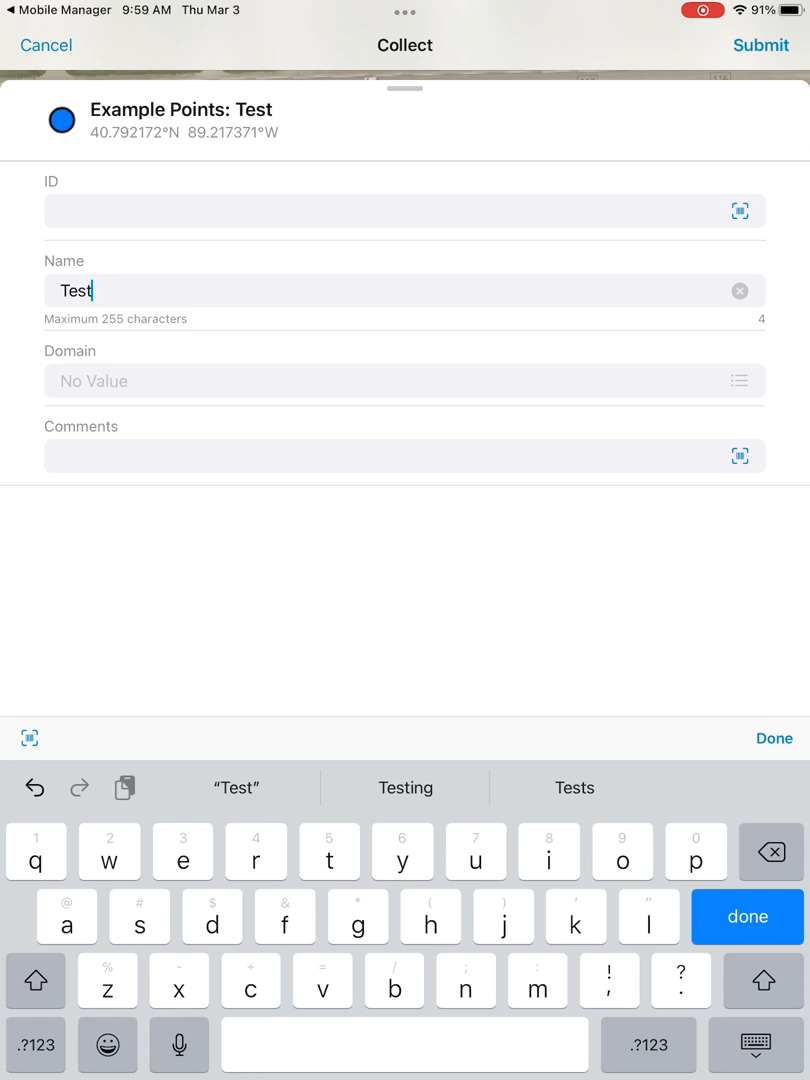 Mobile Manager 9:59 AM Thu Mar 3 91%
Cancel Collect Submit
Example Points: Test
40.792172°N 89.217371°W
ID
Name
Test
Maximum 255 characters 4
Domain
No Value
Comments
Done
“Test” Testing Tests
1 2 3 4 5 6 7 8 9 0
q w e r t y u i o p
@ # $ & * ( ) ' "
a s d f g h j k l done
% - + = / ; : ! ?
z x c v b n m , .
.?123 .?123